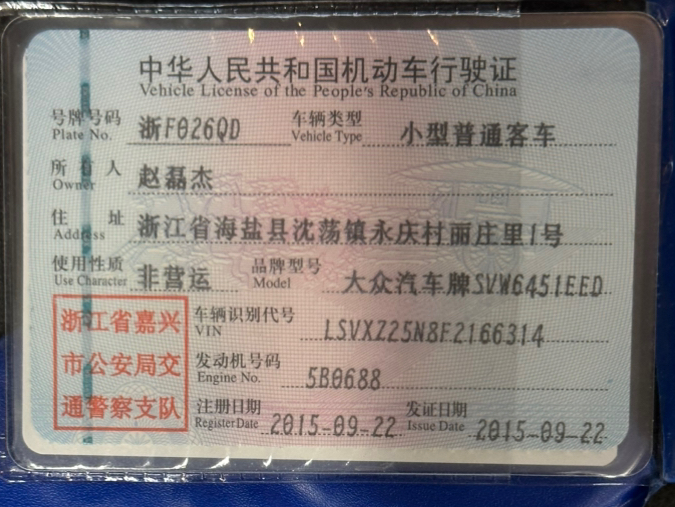 中华人民共和国机动车行驶证
Vehicle License of the People's Republic of China
号牌号码 浙F026QD 车辆类型 小型普通客车
Plate No. Vehicle Type
所有人 赵磊杰
Owner
住址 浙江省海盐县沈荡镇永庆村丽庄里1号
Address
使用性质 非营运 品牌型号 大众汽车牌SVW6451EED
Use Character Model
浙江省嘉兴
市公安局交
通警察支队
车辆识别代号 LSVXZ25N8F2166314
VIN
发动机号码 5B0688
Engine No.
注册日期 2015-09-22 发证日期 2015-09-22
Register Date Issue Date